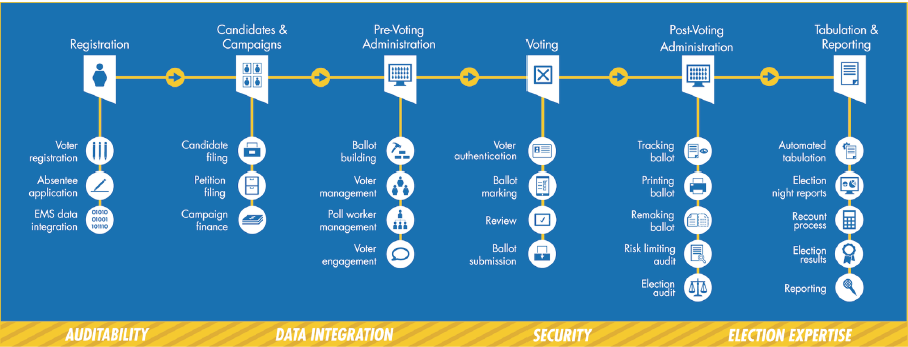 Registration
Voter
registration
Absentee
application
EMS data
integration
01010
01001
10110
Candidates &
Campaigns
Candidate
filing
Petition
filing
Campaign
finance
Pre-Voting
Administration
Ballot
building
Voter
management
Poll worker
management
Voter
engagement
Voting
Voter
authentication
Ballot
marking
Review
Ballot
submission
Post-Voting
Administration
Tracking
ballot
Printing
ballot
Remaking
ballot
Risk limiting
audit
Election
audit
Tabulation &
Reporting
Automated
tabulation
Election
night reports
Recount
process
Election
results
Reporting
AUDITABILITY
DATA INTEGRATION
SECURITY
ELECTION EXPERTISE